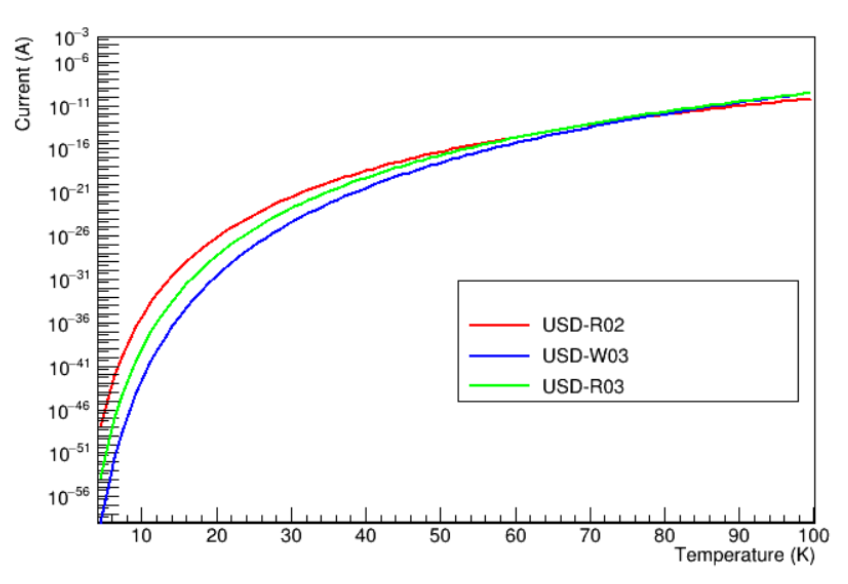 Current (A)
10⁻³
10⁻⁶
10⁻¹¹
10⁻¹⁶
10⁻²¹
10⁻²⁶
10⁻³¹
10⁻³⁶
10⁻⁴¹
10⁻⁴⁶
10⁻⁵¹
10⁻⁵⁶
USD-R02
USD-W03
USD-R03
10 20 30 40 50 60 70 80 90 100
Temperature (K)